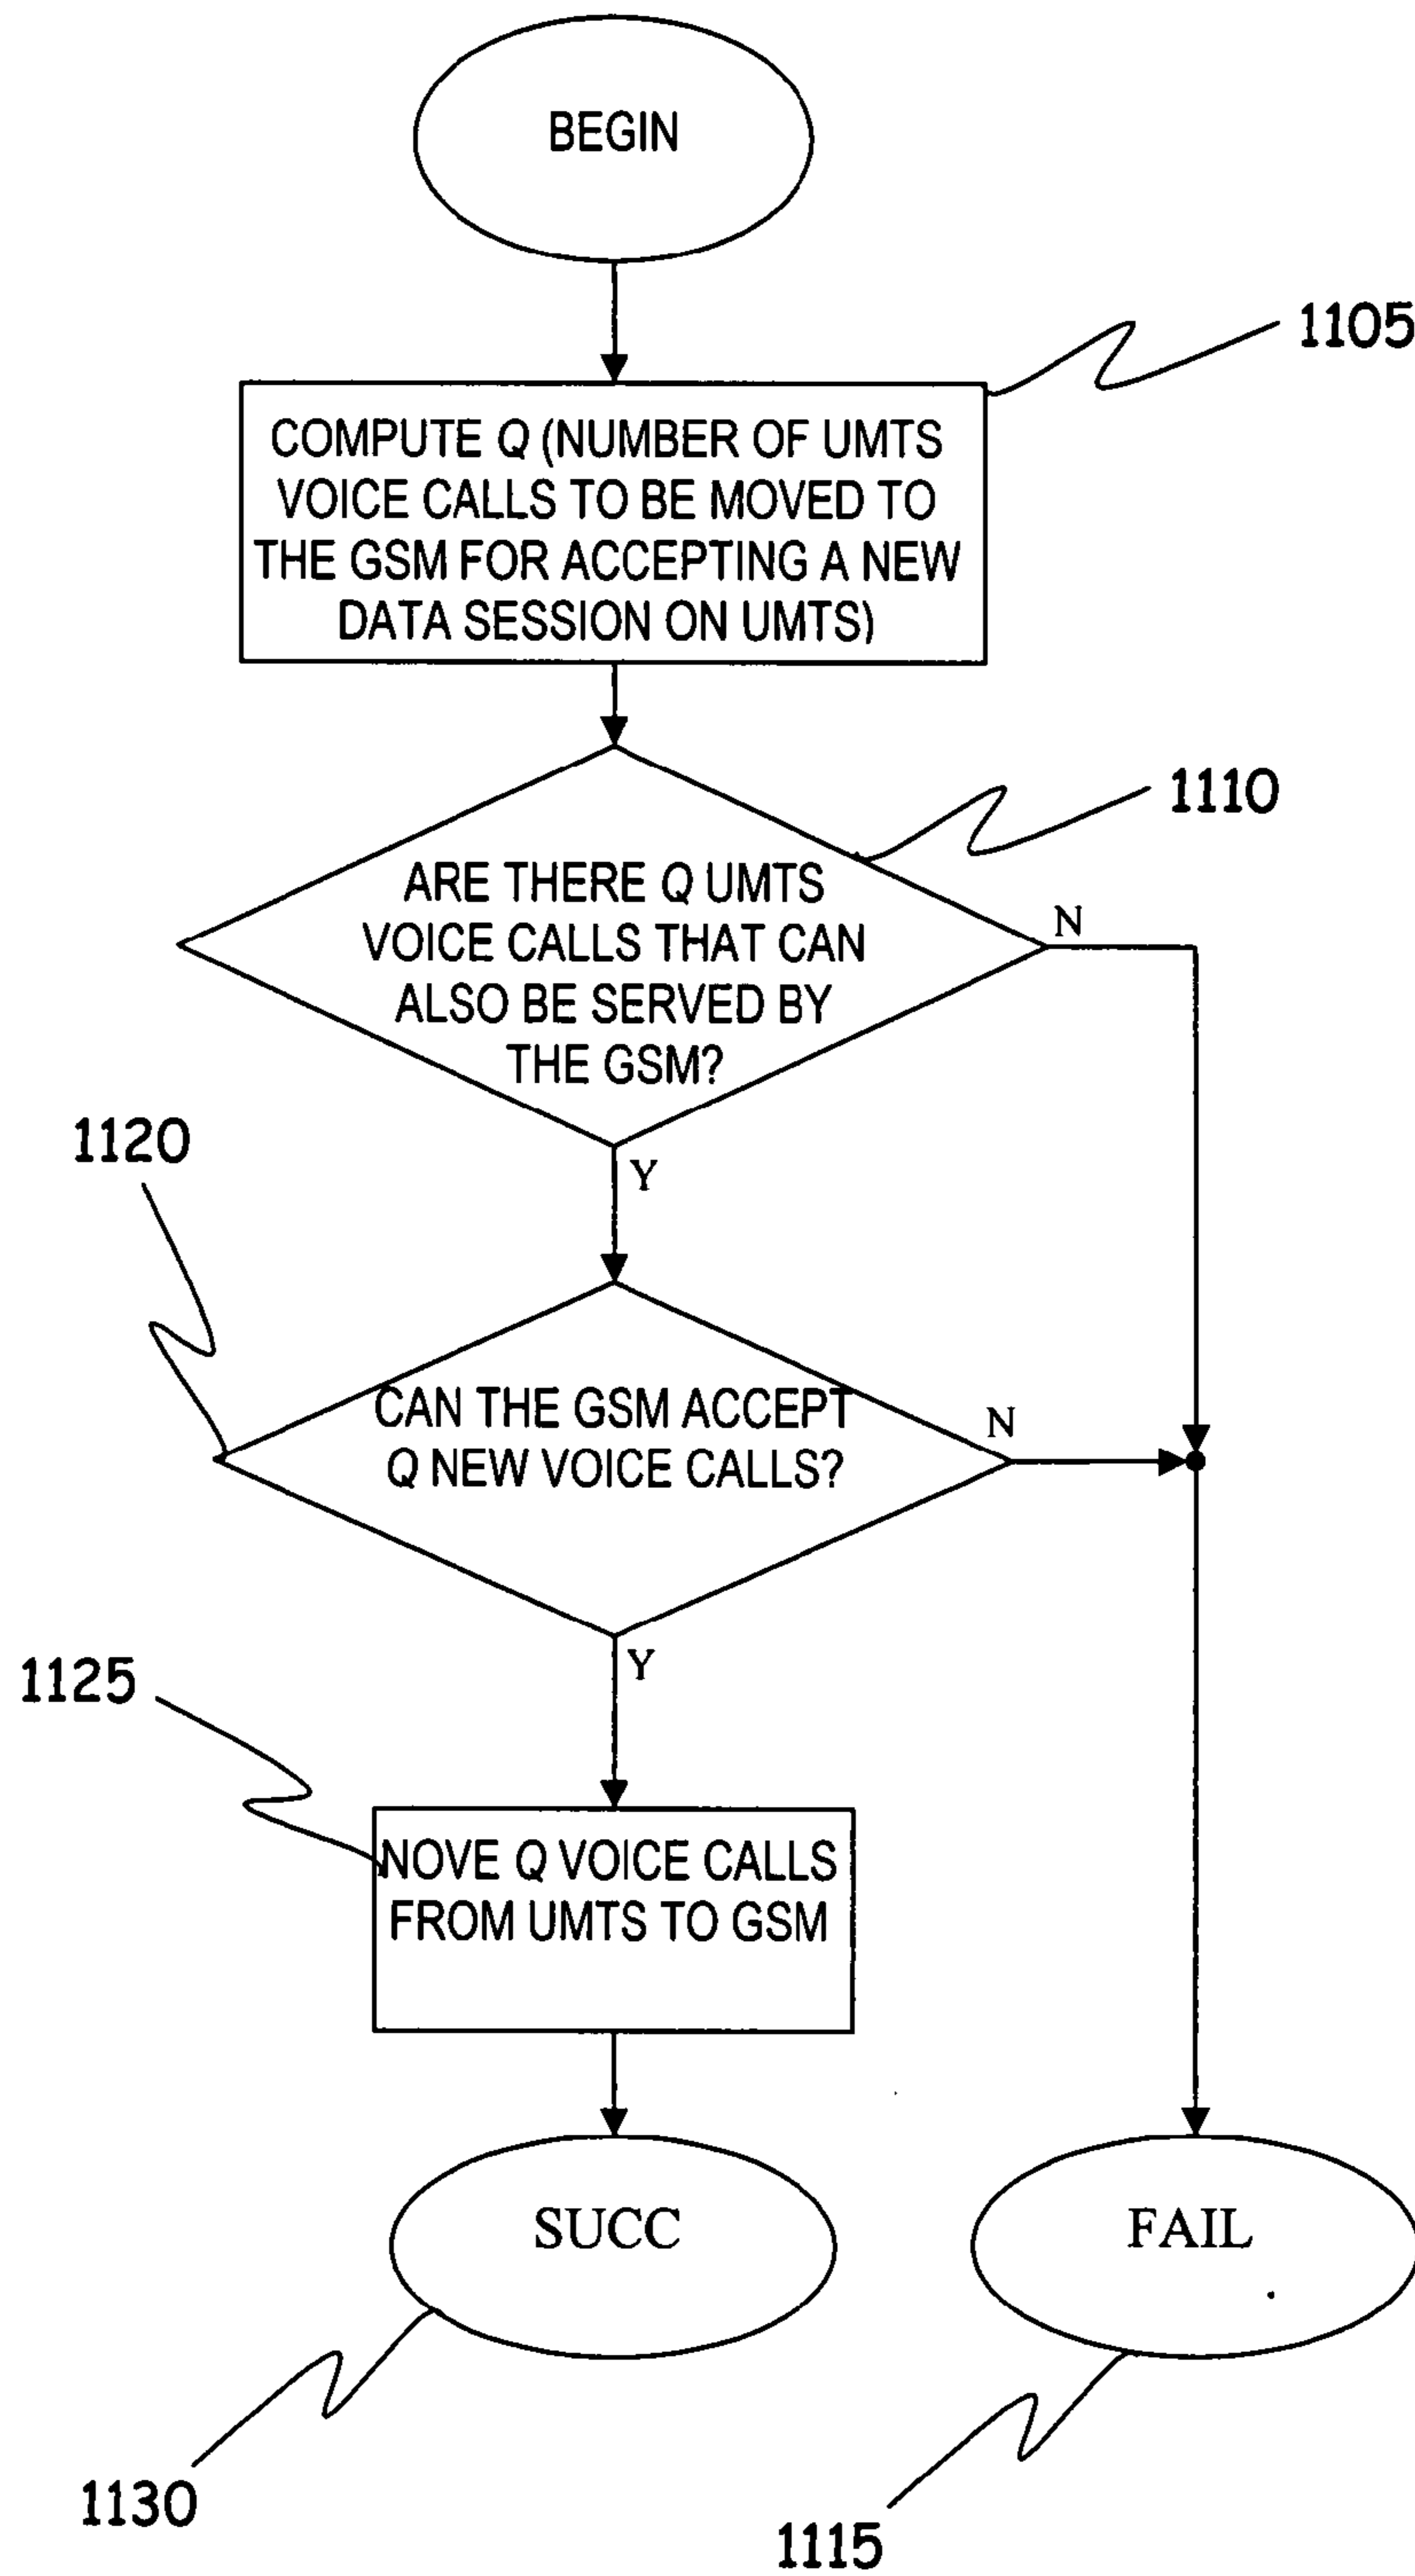 BEGIN
1105
COMPUTE Q (NUMBER OF UMTS
VOICE CALLS TO BE MOVED TO
THE GSM FOR ACCEPTING A NEW
DATA SESSION ON UMTS)
1110
ARE THERE Q UMTS
VOICE CALLS THAT CAN
ALSO BE SERVED BY
THE GSM?
N
Y
1120
CAN THE GSM ACCEPT
Q NEW VOICE CALLS?
N
Y
1125
NOVE Q VOICE CALLS
FROM UMTS TO GSM
SUCC
FAIL
1130
1115